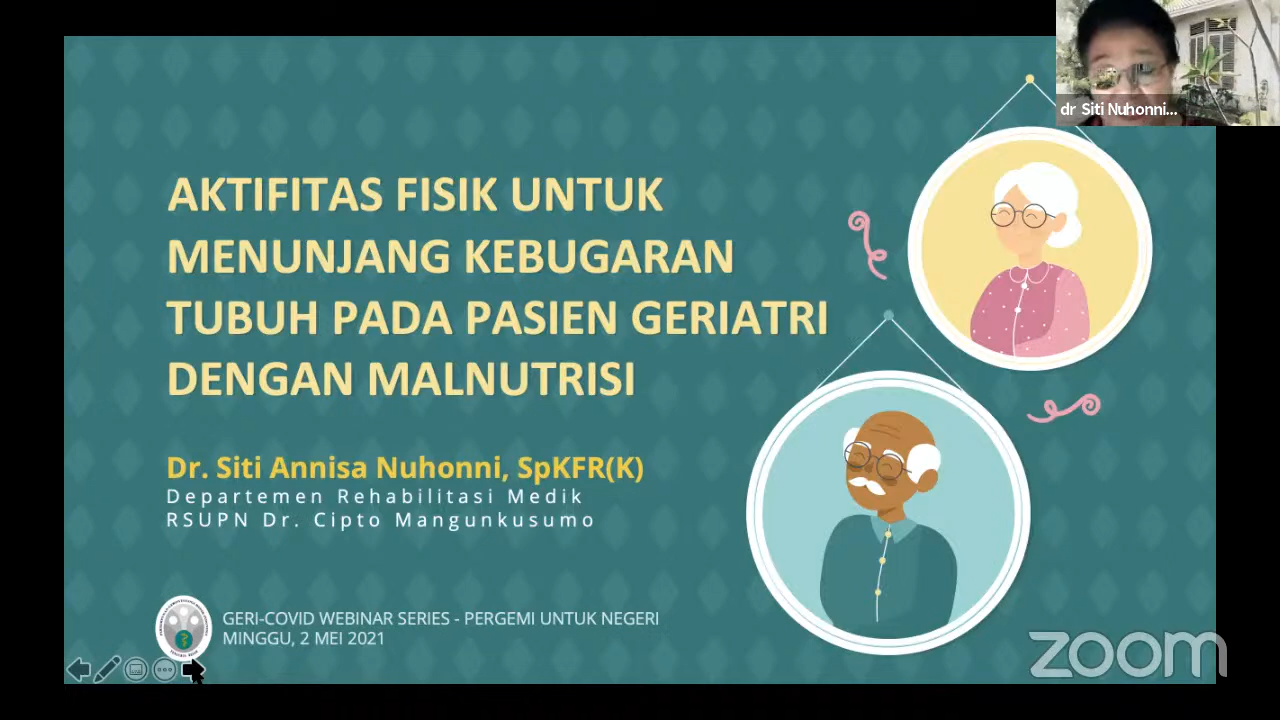 dr Siti Nuhonni...
AKTIFITAS FISIK UNTUK
MENUNJANG KEBUGARAN
TUBUH PADA PASIEN GERIATRI
DENGAN MALNUTRISI
Dr. Siti Annisa Nuhonni, SpKFR(K)
Departemen Rehabilitasi Medik
RSUPN Dr. Cipto Mangunkusumo
GERI-COVID WEBINAR SERIES - PERGEMI UNTUK NEGERI
MINGGU, 2 MEI 2021
zoom